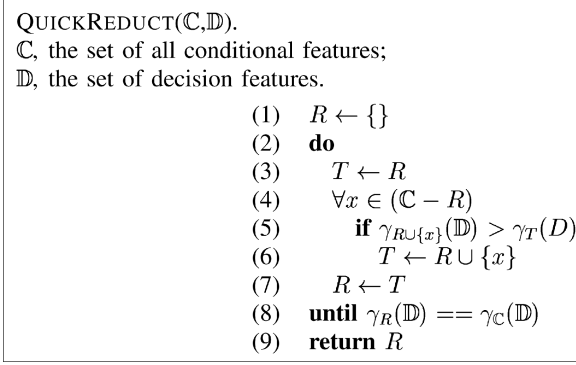 QUICKREDUCT(ℂ,𝔻).
ℂ, the set of all conditional features;
𝔻, the set of decision features.
(1) R ← {}
(2) do
(3) T ← R
(4) ∀x ∈ (ℂ − R)
(5) if γ_{R∪{x}}(𝔻) > γ_T(D)
(6) T ← R ∪ {x}
(7) R ← T
(8) until γ_R(𝔻) == γ_ℂ(𝔻)
(9) return R